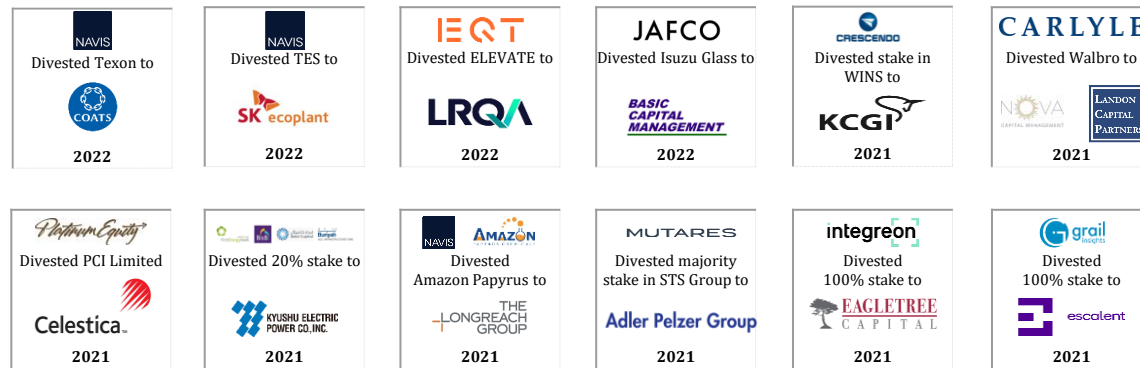 NAVIS
Divested Texon to
COATS
2022
NAVIS
Divested TES to
SK ecoplant
2022
EQT
Divested ELEVATE to
LRQA
2022
JAFCO
Divested Isuzu Glass to
BASIC
CAPITAL
MANAGEMENT
2022
CRESCENDO
Divested stake in
WINS to
KCGI
2021
CARLYLE
Divested Walbro to
NOVA
CAPITAL MANAGEMENT
LANDON
CAPITAL
PARTNERS
2021
Platinum Equity
Divested PCI Limited
Celestica
2021
Divested 20% stake to
KYUSHU ELECTRIC
POWER CO.,INC.
2021
NAVIS
AMAZON
Divested
Amazon Papyrus to
THE
LONGREACH
GROUP
2021
MUTARES
Divested majority
stake in STS Group to
Adler Pelzer Group
2021
integreon
Divested
100% stake to
EAGLETREE
CAPITAL
2021
grail
insights
Divested
100% stake to
escalent
2021